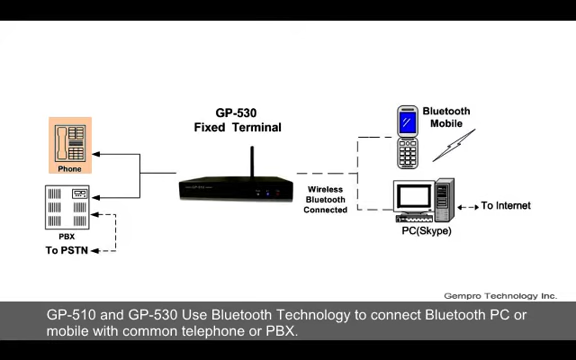 GP-530
Fixed Terminal
Bluetooth
Mobile
Phone
Wireless
Bluetooth
Connected
To Internet
PC(Skype)
PBX
To PSTN
Gempro Technology Inc.
GP-510 and GP-530 Use Bluetooth Technology to connect Bluetooth PC or
mobile with common telephone or PBX.